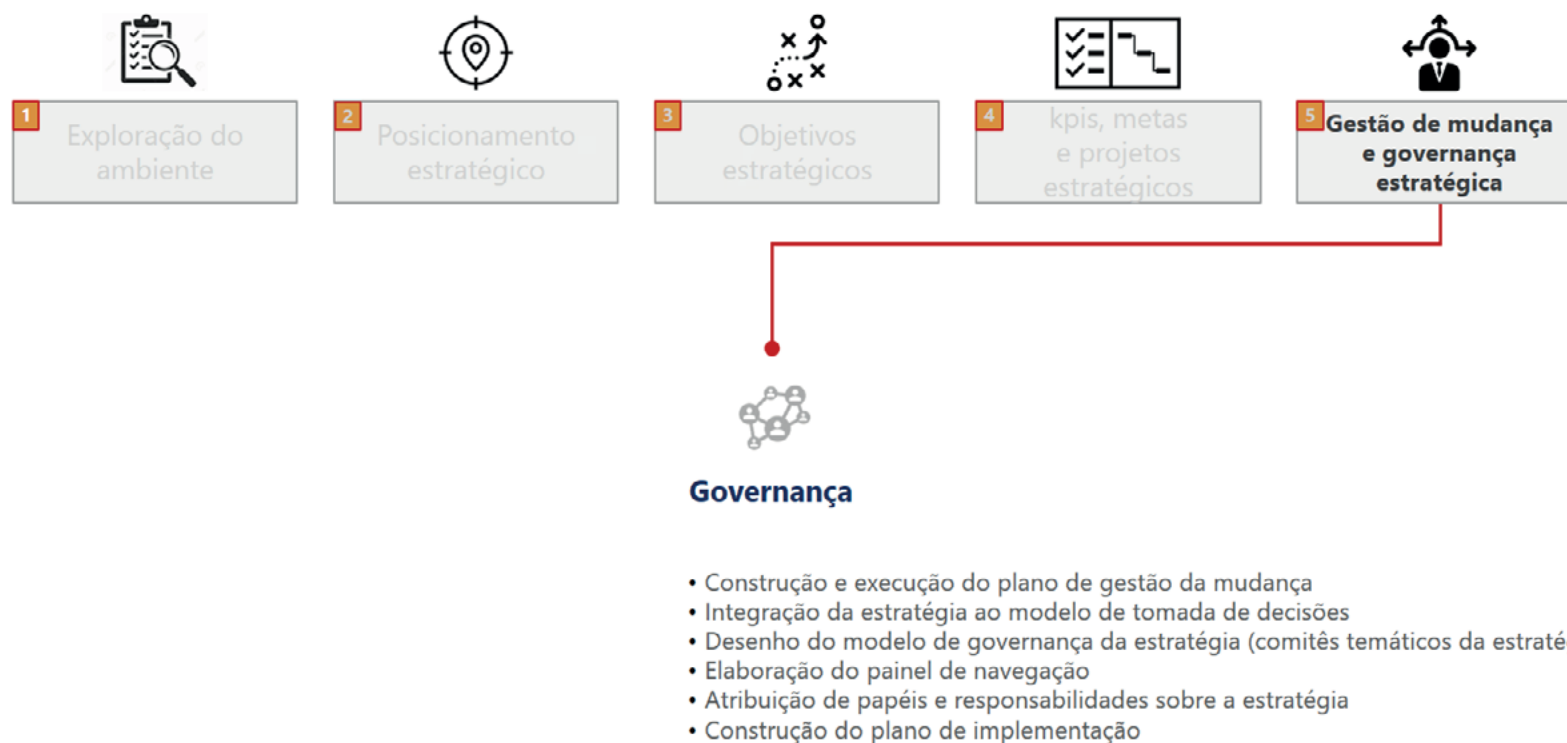 1
Exploração do
ambiente
2
Posicionamento
estratégico
3
Objetivos
estratégicos
4
kpis, metas
e projetos
estratégicos
5
Gestão de mudança
e governança
estratégica
Governança
• Construção e execução do plano de gestão da mudança
• Integração da estratégia ao modelo de tomada de decisões
• Desenho do modelo de governança da estratégia (comitês temáticos da estraté
• Elaboração do painel de navegação
• Atribuição de papéis e responsabilidades sobre a estratégia
• Construção do plano de implementação